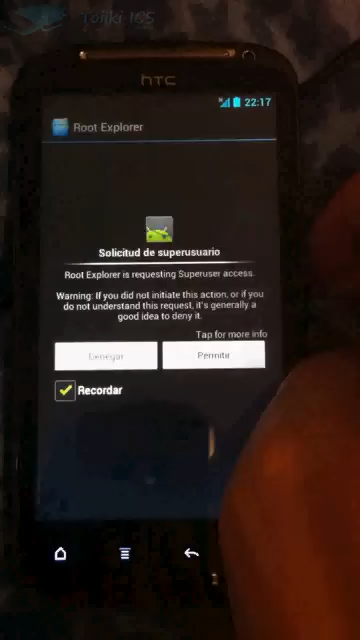 Tajiki ICS
htc
22:17
Root Explorer
Solicitud de superusuario
Root Explorer is requesting Superuser access.
Warning: If you did not initiate this action, or if you
do not understand this request, it's generally a
good idea to deny it.
Tap for more info
Denegar
Permitir
Recordar